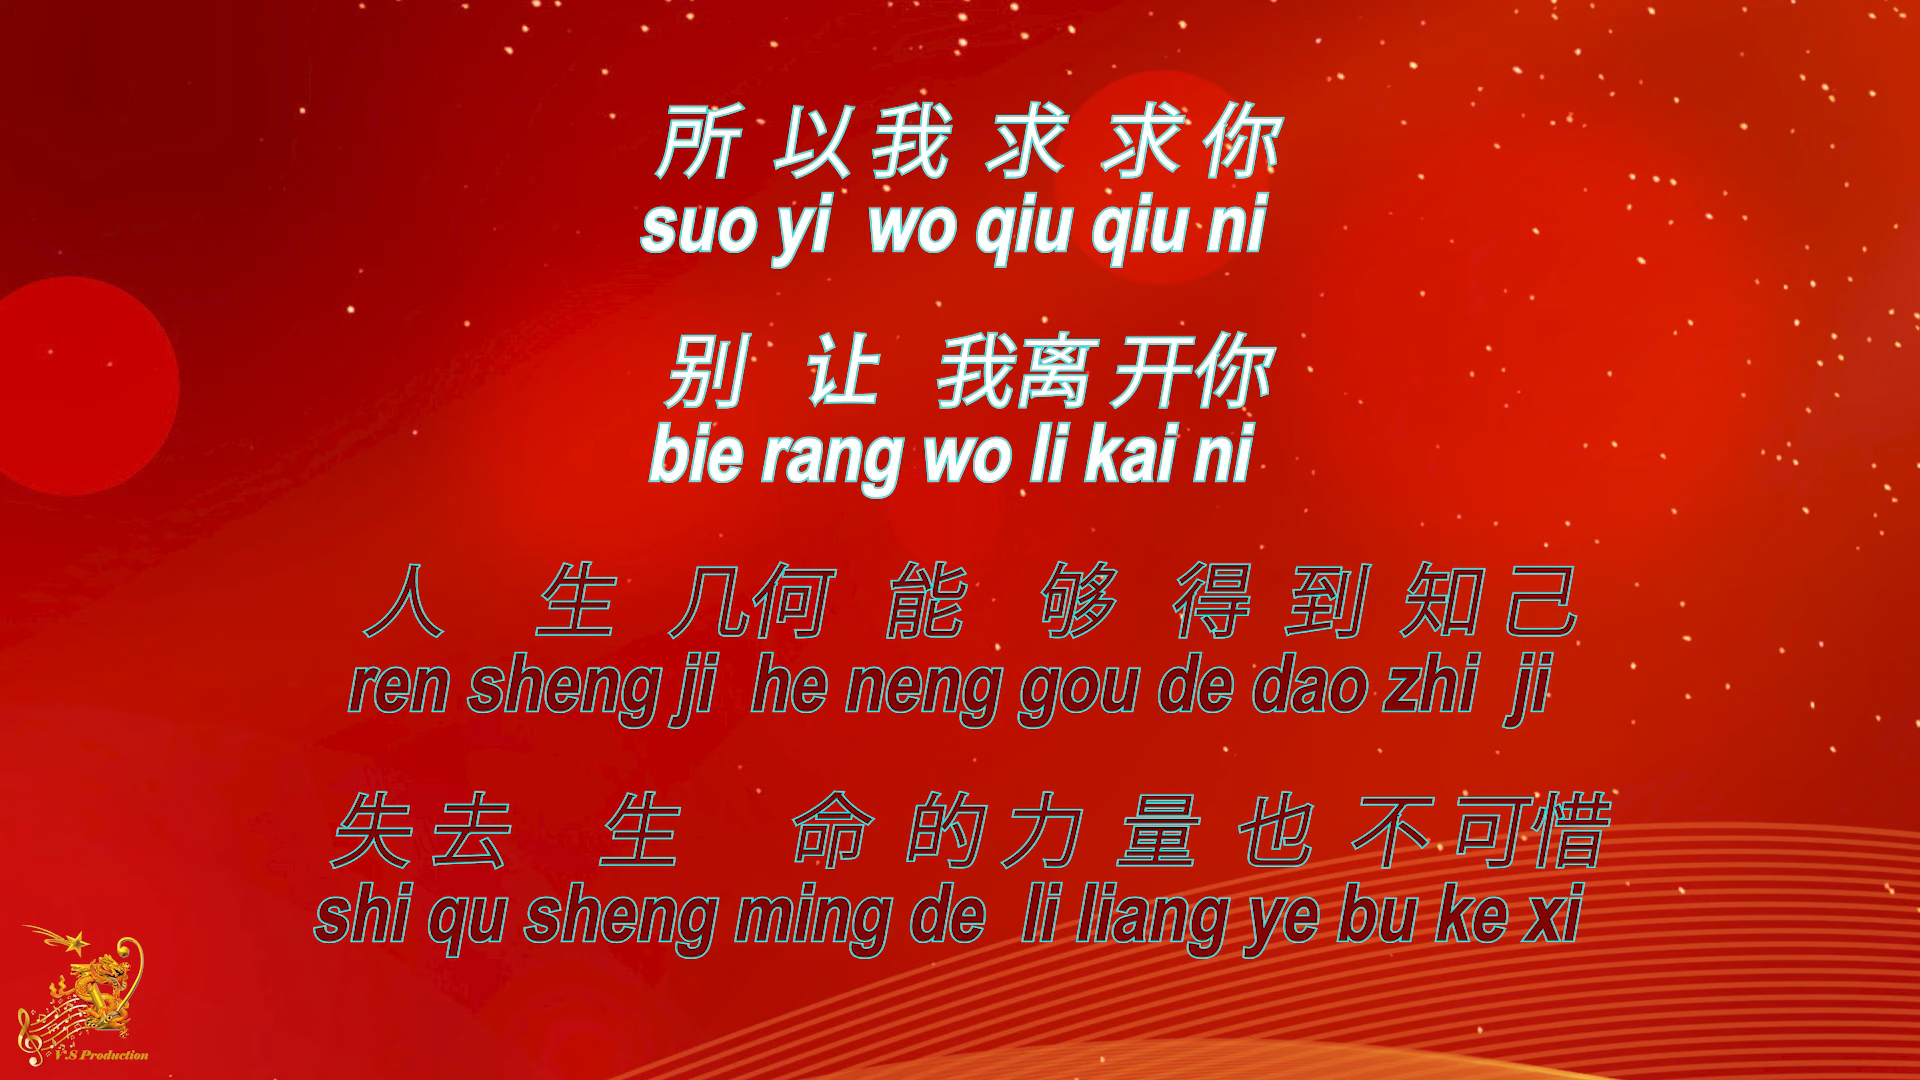 所 以 我 求 求 你
suo yi wo qiu qiu ni
别 让 我 离 开 你
bie rang wo li kai ni
人 生 几 何 能 够 得 到 知 己
ren sheng ji he neng gou de dao zhi ji
失 去 生 命 的 力 量 也 不 可 惜
shi qu sheng ming de li liang ye bu ke xi
V.S Production